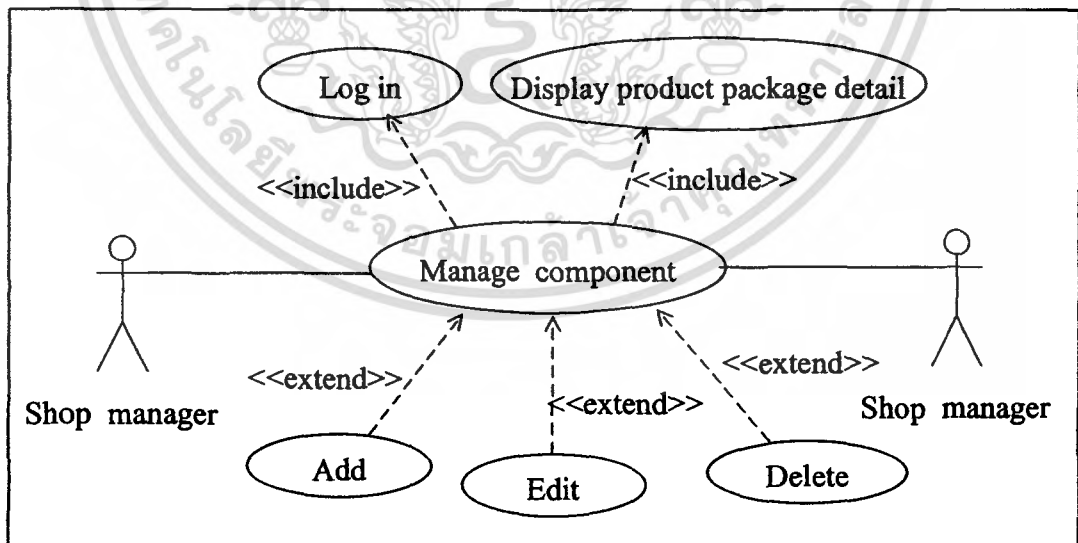 Log in
Display product package detail
<<include>>
<<include>>
Manage component
<<extend>>
<<extend>>
<<extend>>
Shop manager
Shop manager
Add
Edit
Delete